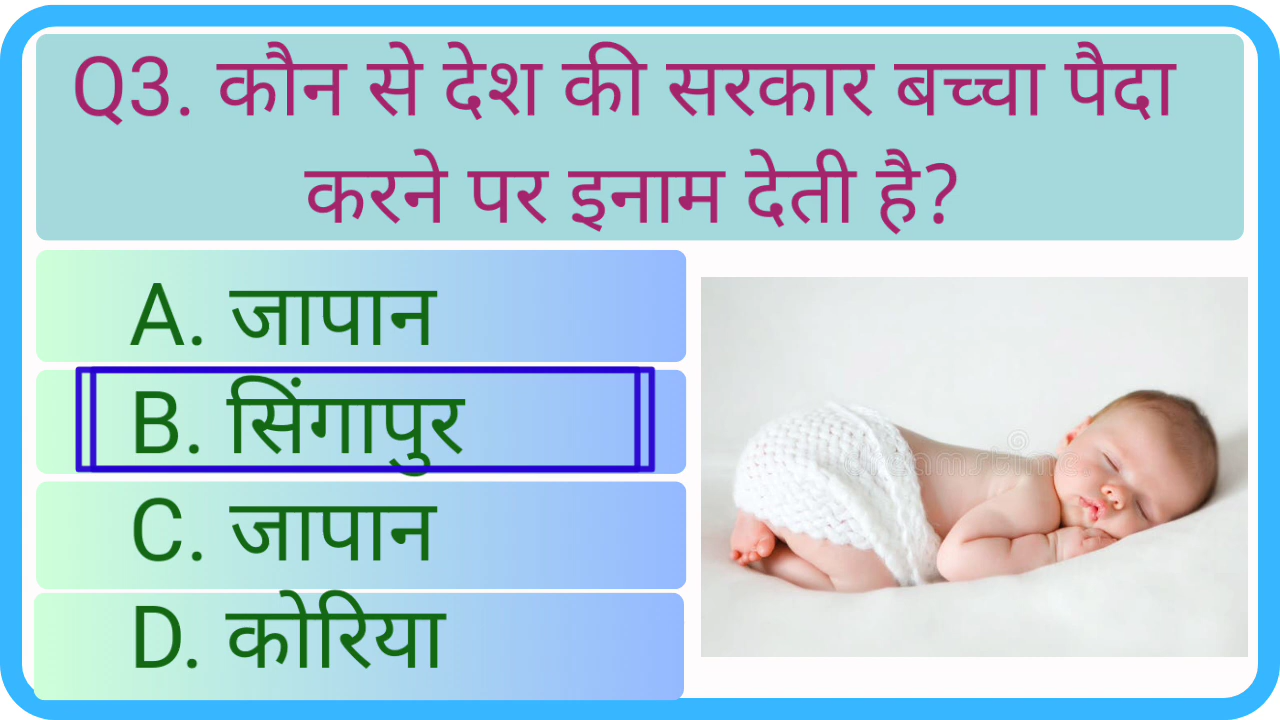 Q3. कौन से देश की सरकार बच्चा पैदा
करने पर इनाम देती है?
A. जापान
B. सिंगापुर
C. जापान
D. कोरिया